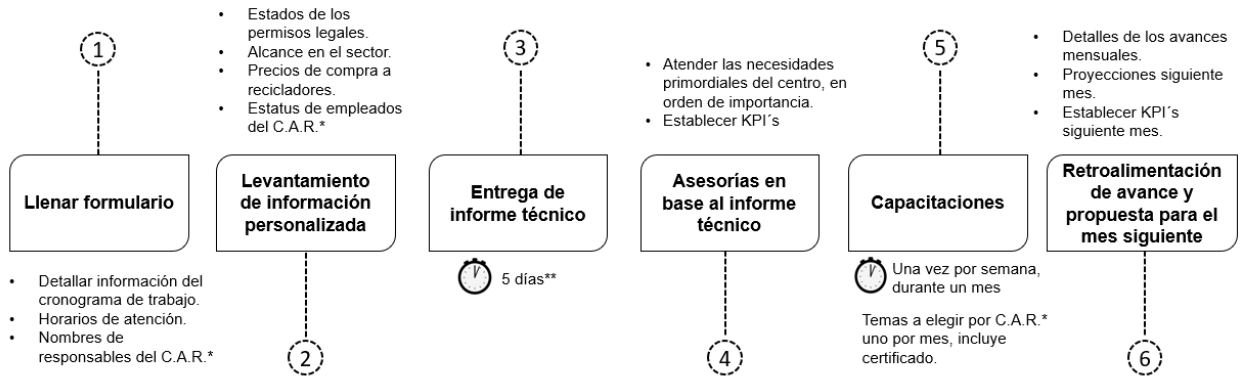 1
Llenar formulario
• Detallar información del
cronograma de trabajo.
• Horarios de atención.
• Nombres de
responsables del C.A.R.*
• Estados de los
permisos legales.
• Alcance en el sector.
• Precios de compra a
recicladores.
• Estatus de empleados
del C.A.R.*
Levantamiento
de información
personalizada
2
3
Entrega de
informe técnico
5 días**
• Atender las necesidades
primordiales del centro, en
orden de importancia.
• Establecer KPI´s
Asesorías en
base al informe
técnico
4
5
Capacitaciones
Una vez por semana,
durante un mes
Temas a elegir por C.A.R.*
uno por mes, incluye
certificado.
• Detalles de los avances
mensuales.
• Proyecciones siguiente
mes.
• Establecer KPI´s
siguiente mes.
Retroalimentación
de avance y
propuesta para el
mes siguiente
6